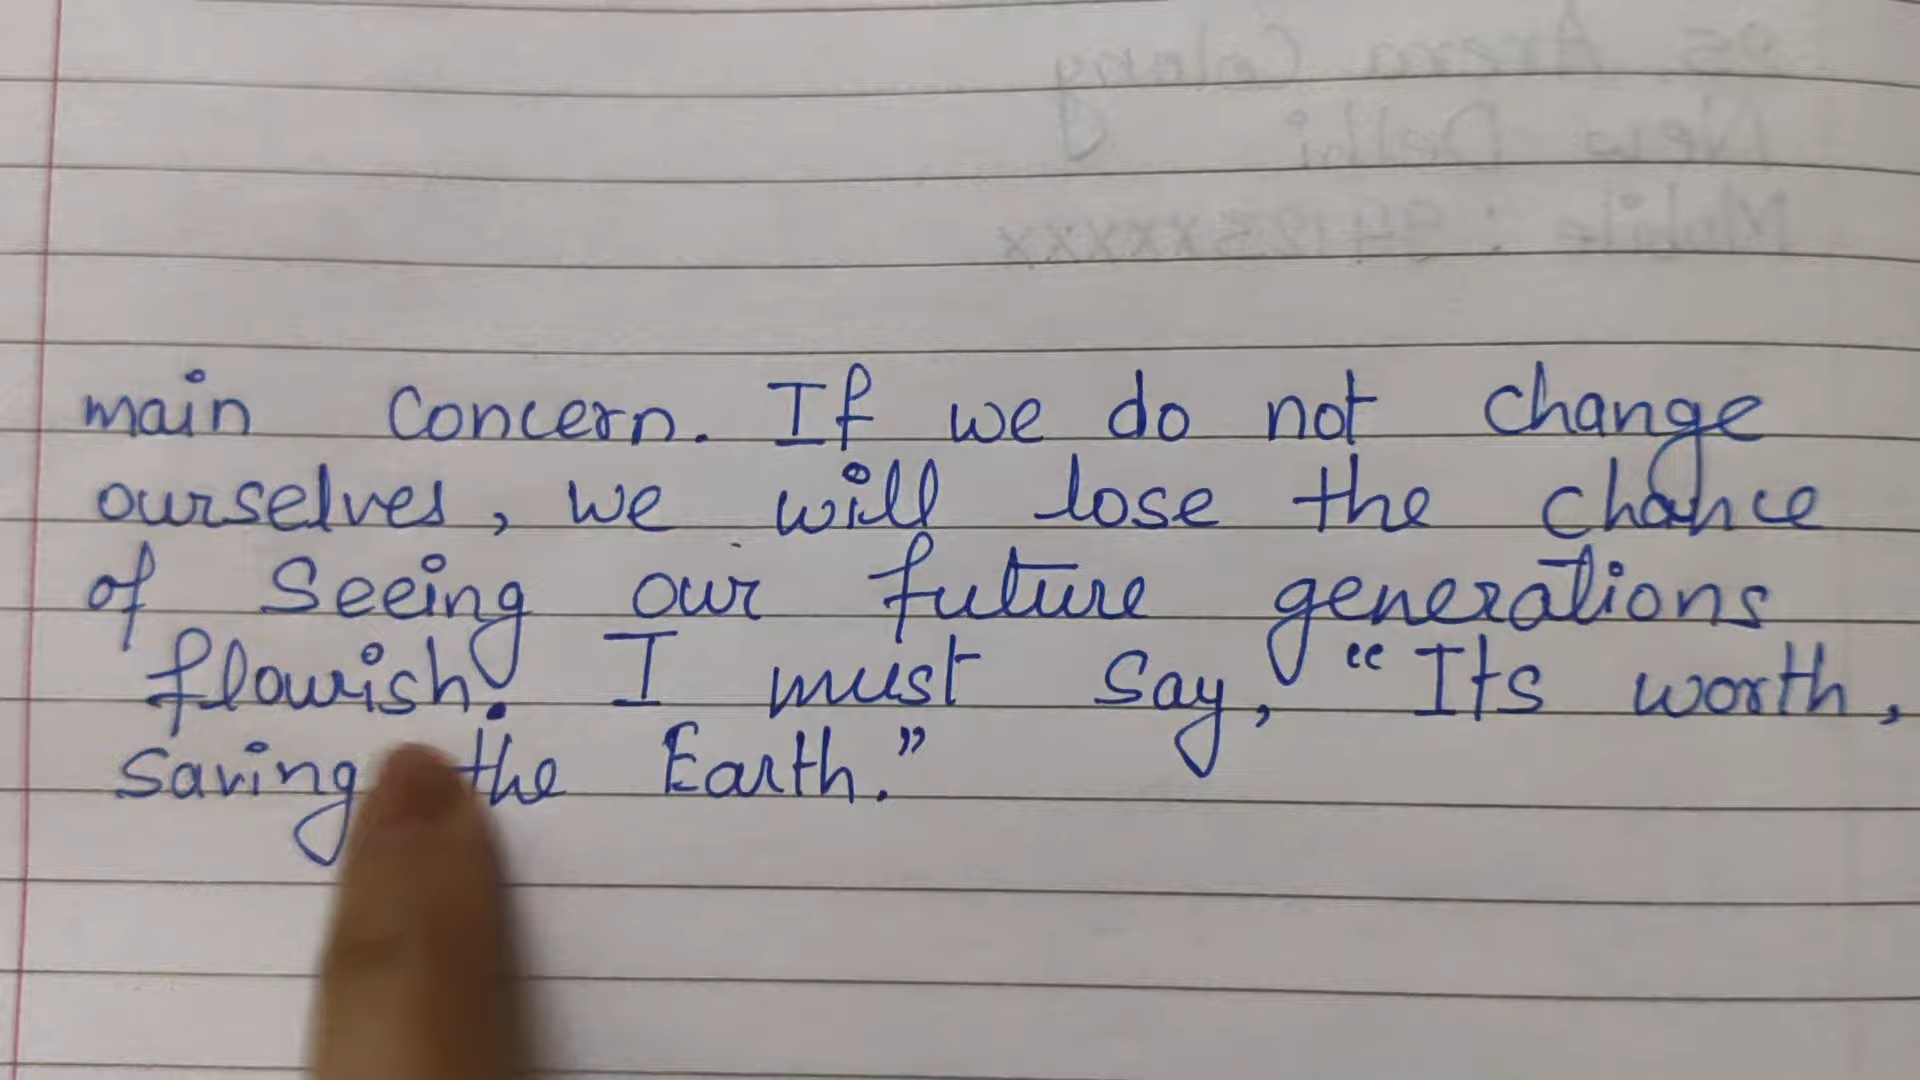 main concern. If we do not change
ourselves, we will lose the chance
of Seeing our future generations
flourish. I must say, "Its worth,
saving the Earth."